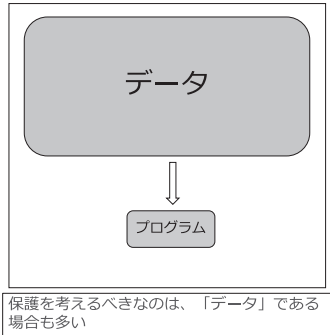 データ
プログラム
保護を考えるべきなのは、「データ」である
場合も多い